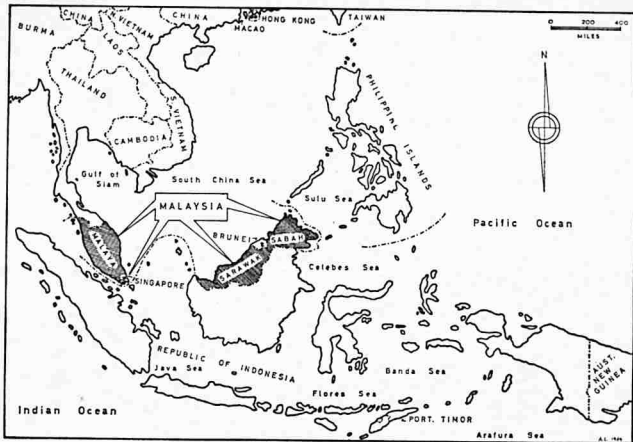 CHINA
N. VIETNAM
CHINA
HONG KONG
MACAO
TAIWAN
0 200 400
MILES
BURMA
LAOS
THAILAND
S. VIETNAM
CAMBODIA
PHILIPPINE ISLANDS
N
Gulf of
Siam
South China Sea
Sulu Sea
MALAYSIA
Pacific Ocean
BRUNEI
SABAH
MALAYA
SARAWAK
Celebes Sea
SINGAPORE
REPUBLIC OF INDONESIA
Java Sea
Banda Sea
Flores Sea
AUST.
NEW
GUINEA
Indian Ocean
PORT. TIMOR
Arafura Sea